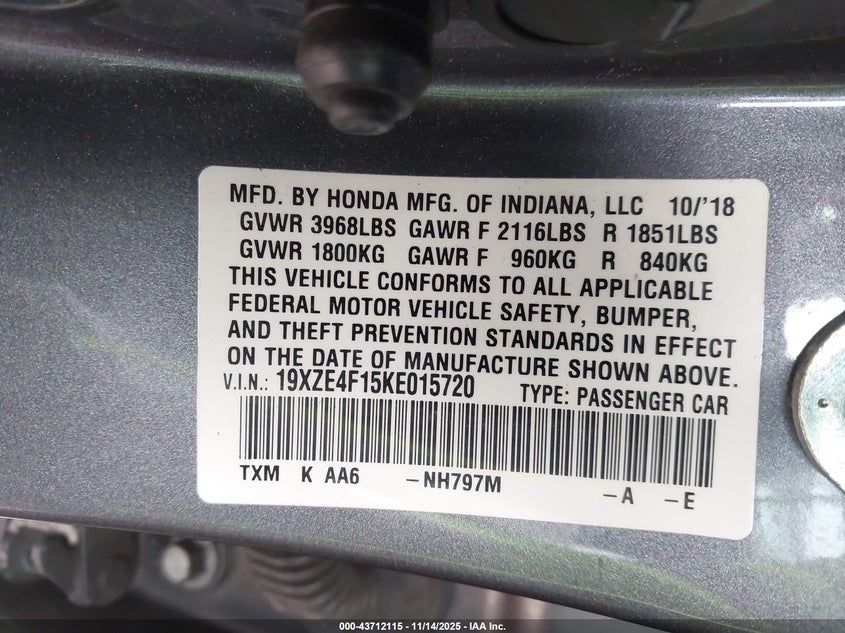 MFD. BY HONDA MFG. OF INDIANA, LLC 10/'18
GVWR 3968LBS GAWR F 2116LBS R 1851LBS
GVWR 1800KG GAWR F 960KG R 840KG
THIS VEHICLE CONFORMS TO ALL APPLICABLE
FEDERAL MOTOR VEHICLE SAFETY, BUMPER,
AND THEFT PREVENTION STANDARDS IN EFFECT
ON THE DATE OF MANUFACTURE SHOWN ABOVE.
V.I.N.: 19XZE4F15KE015720 TYPE: PASSENGER CAR
TXM K AA6 -NH797M -A -E
000-43712115 - 11/14/2025 - IAA Inc.